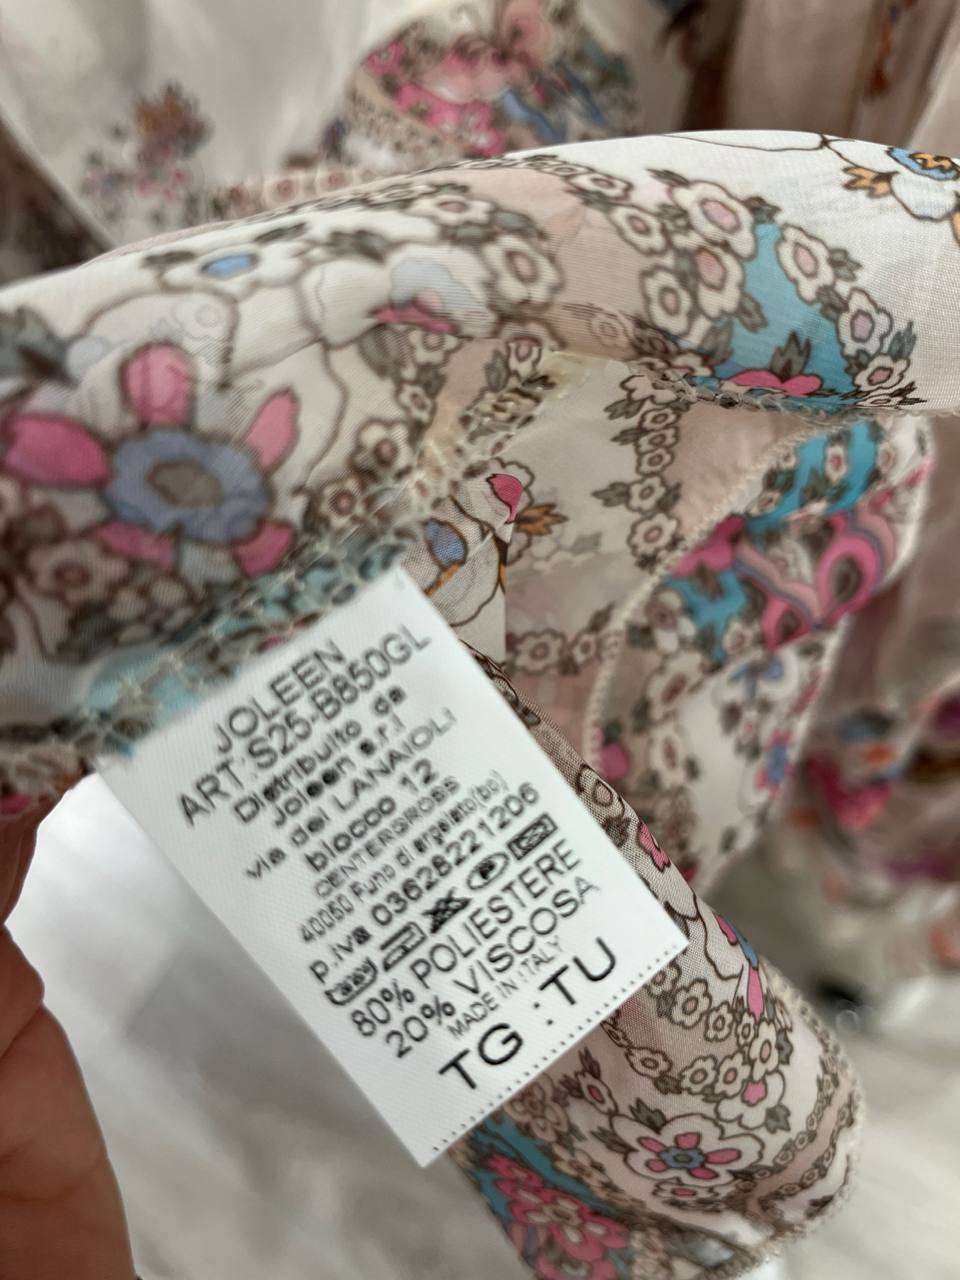 JOLEEN
ART:S25-B850GL
Distribuito da
Joleen s.r.l
via dei LANAIOLI
blocco 12
CENTERGROSS
40050 Funo di argelato(bo)
p.iva 03628221206
80% POLIESTERE
20% VISCOSA
MADE IN ITALY
TG : TU